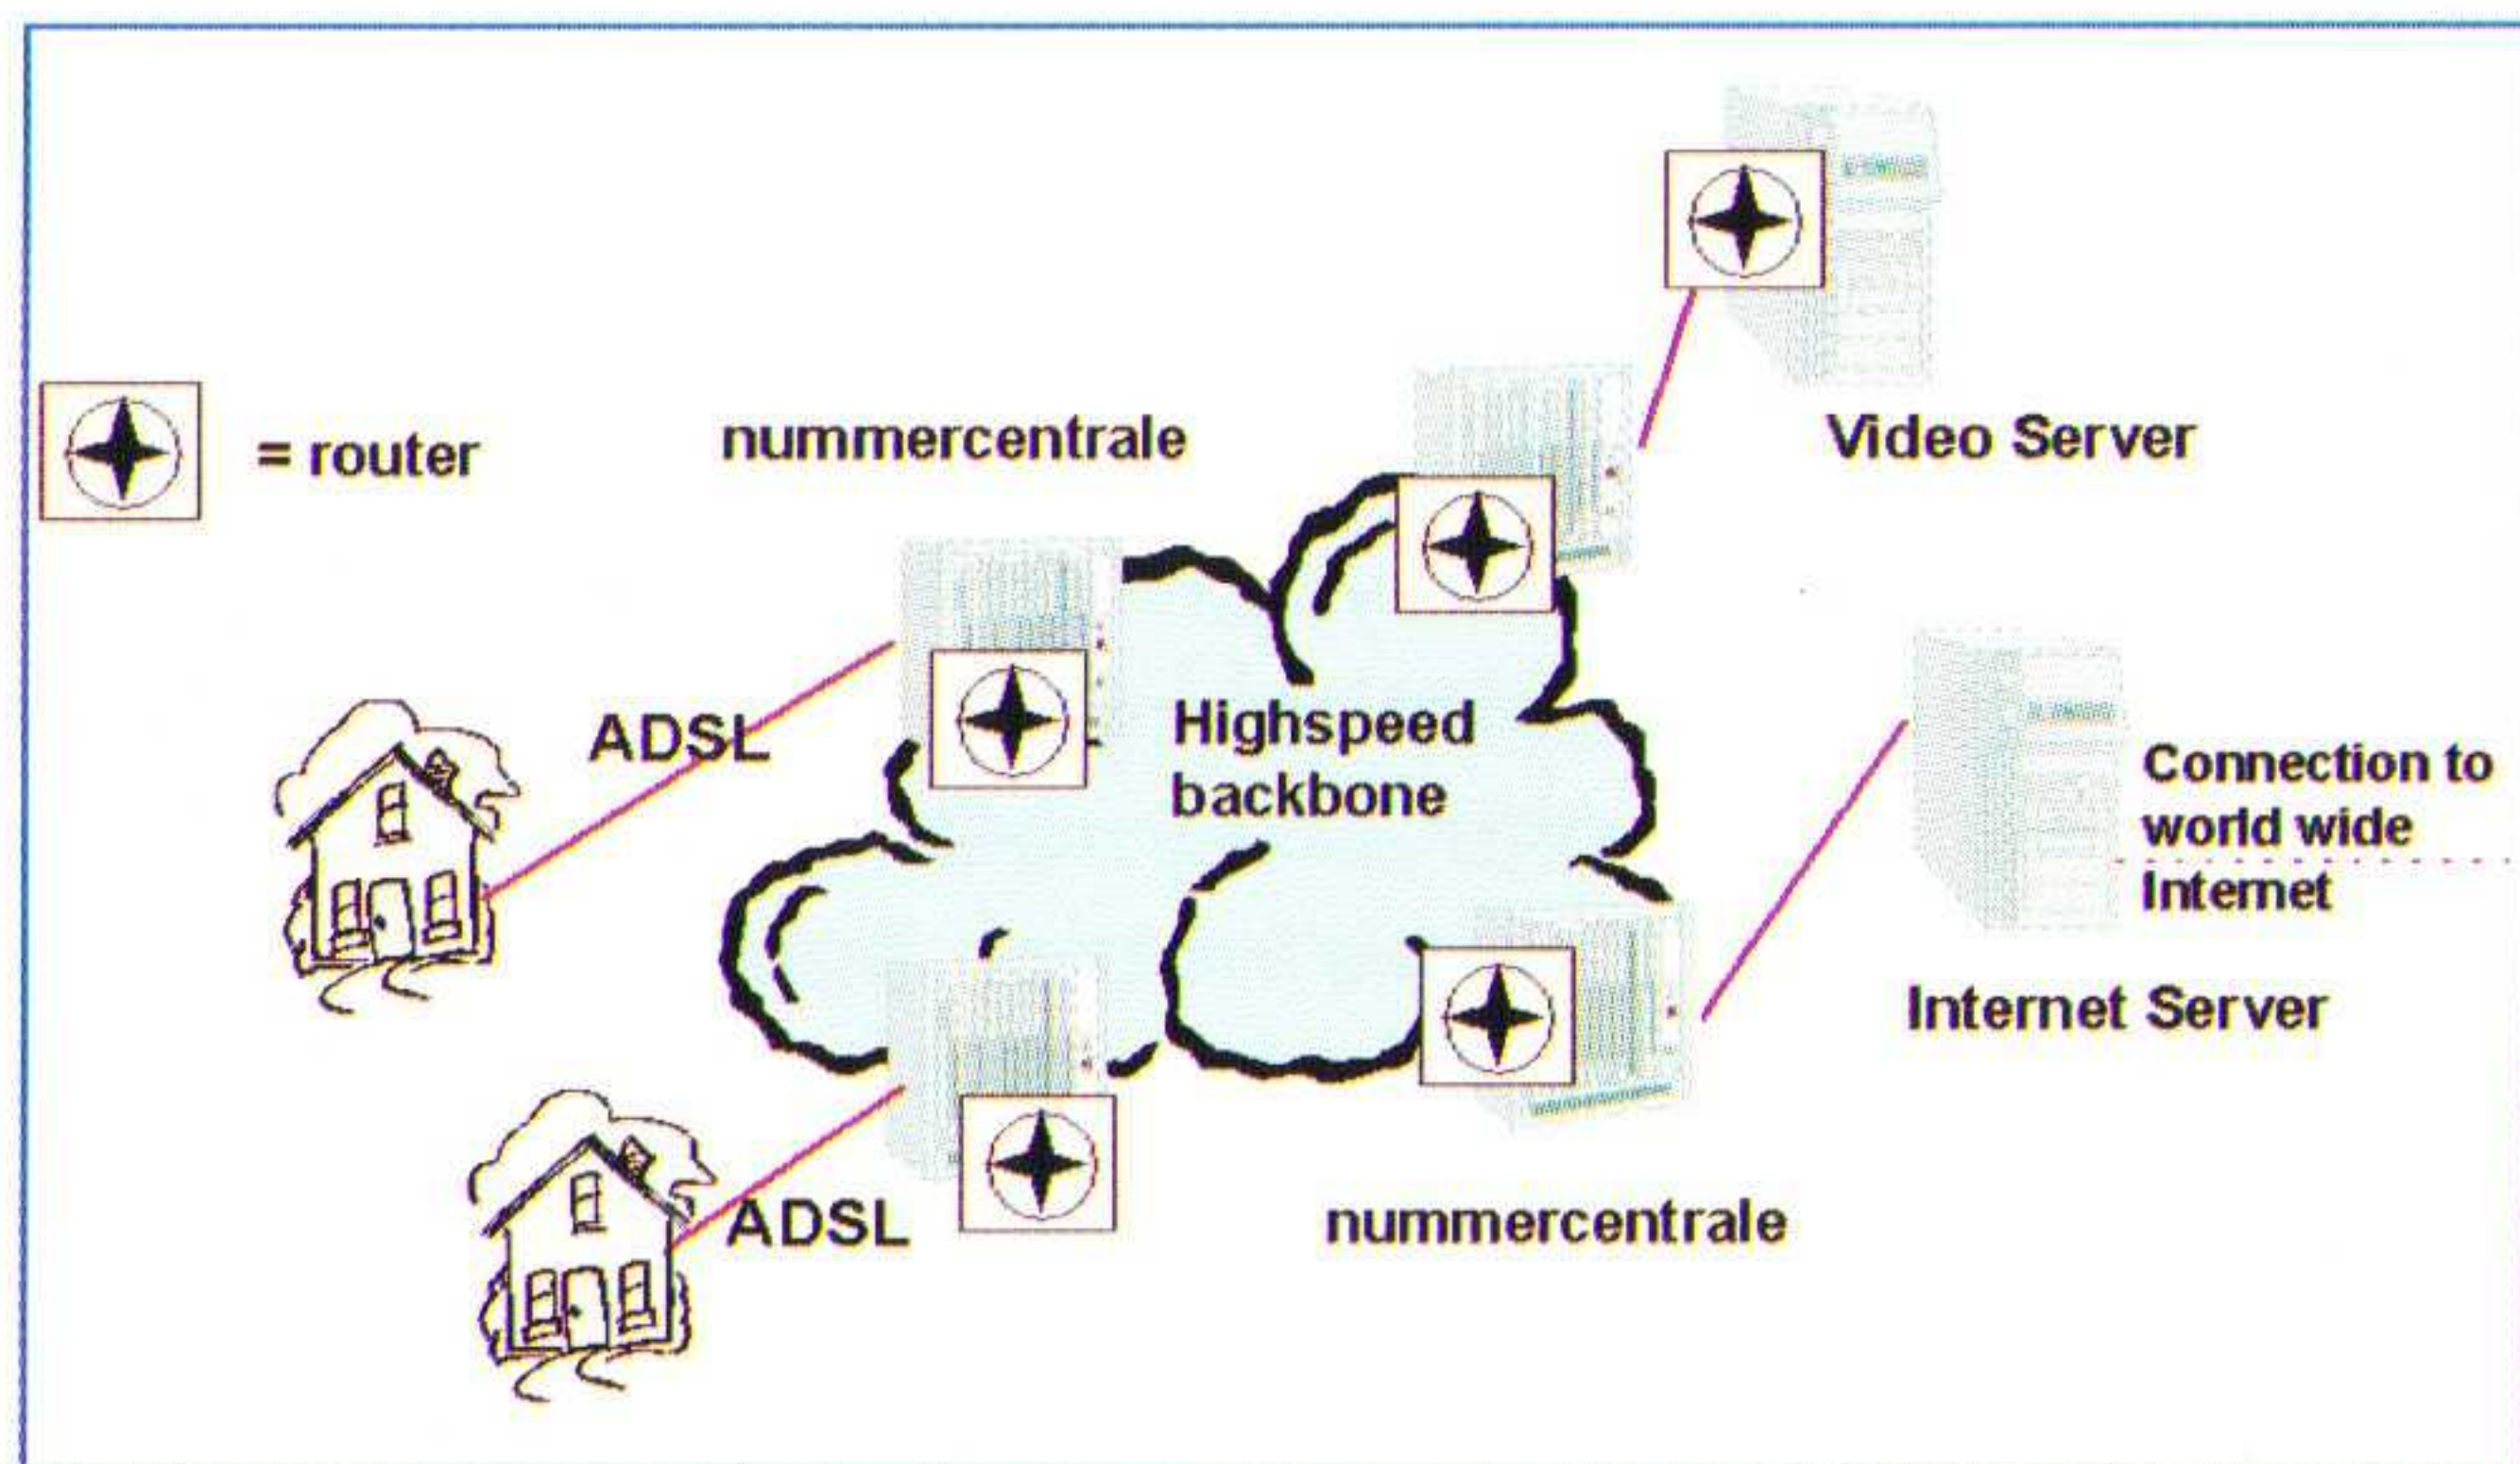 = router
nummercentrale
Video Server
ADSL
Highspeed
backbone
Connection to
world wide
Internet
Internet Server
ADSL
nummercentrale